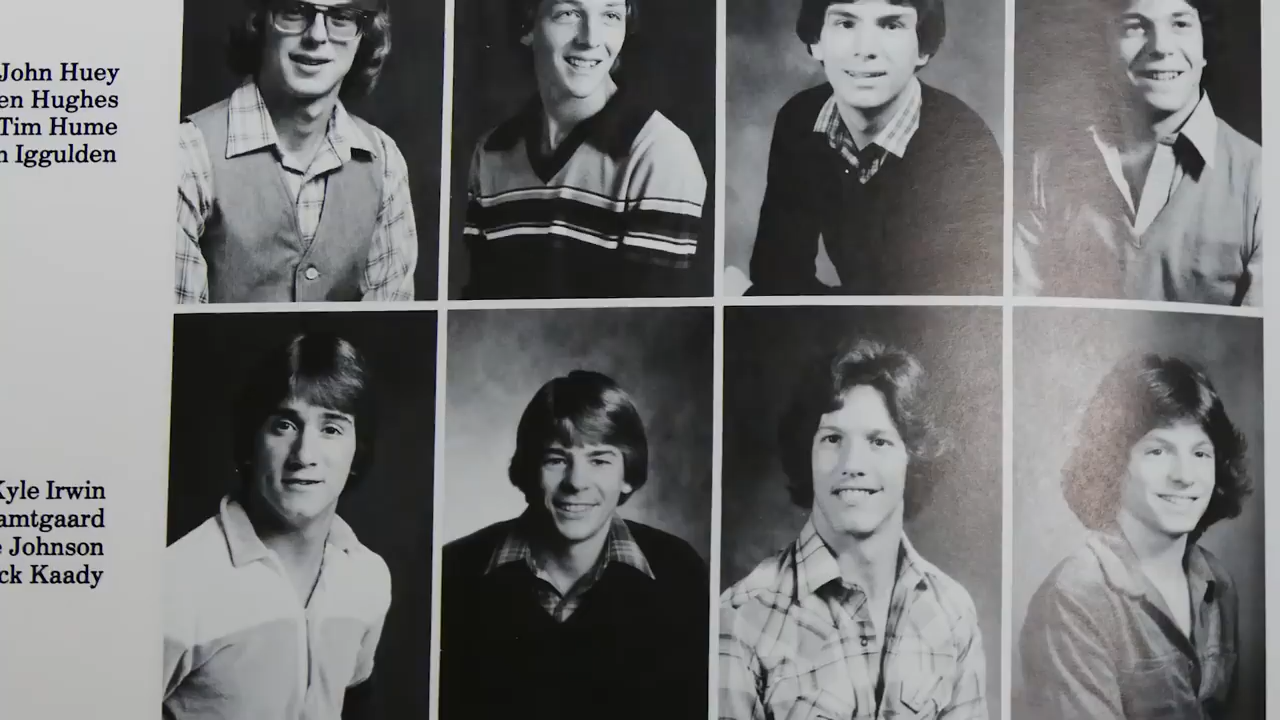 John Huey
en Hughes
Tim Hume
n Iggulden
Kyle Irwin
amtgaard
e Johnson
ck Kaady